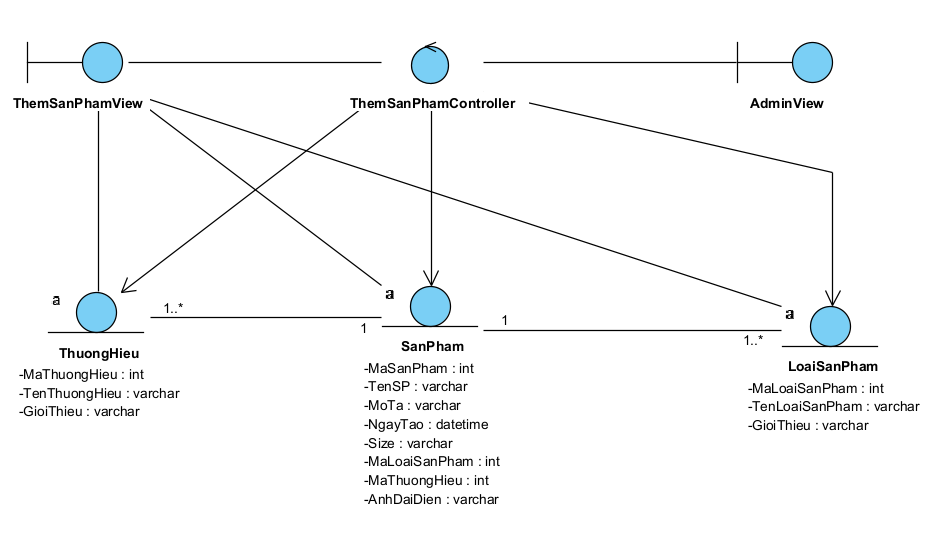 ThemSanPhamView
ThemSanPhamController
AdminView
a
1..*
1
a
1
1..*
a
ThuongHieu
-MaThuongHieu : int
-TenThuongHieu : varchar
-GioiThieu : varchar
SanPham
-MaSanPham : int
-TenSP : varchar
-MoTa : varchar
-NgayTao : datetime
-Size : varchar
-MaLoaiSanPham : int
-MaThuongHieu : int
-AnhDaiDien : varchar
LoaiSanPham
-MaLoaiSanPham : int
-TenLoaiSanPham : varchar
-GioiThieu : varchar